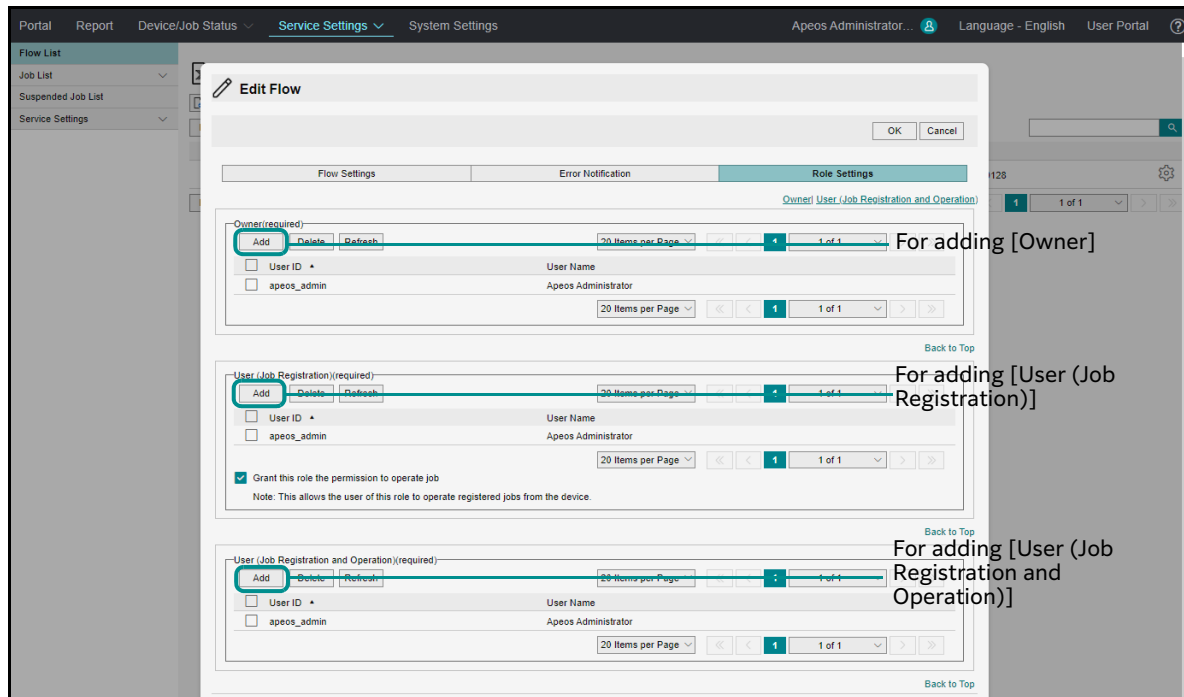 Portal Report Device/Job Status Service Settings System Settings Apeos Administrator... Language - English User Portal
Flow List
Job List
Suspended Job List
Service Settings
Edit Flow
OK Cancel
Flow Settings Error Notification Role Settings
0128
Owner| User (Job Registration and Operation)
1 1 of 1
Owner(required)
Add Delete Refresh 20 Items per Page 1 1 of 1
For adding [Owner]
User ID User Name
apeos_admin Apeos Administrator
20 Items per Page 1 1 of 1
Back to Top
User (Job Registration)(required)
Add Delete Refresh 20 Items per Page 1 1 of 1
For adding [User (Job
Registration)]
User ID User Name
apeos_admin Apeos Administrator
20 Items per Page 1 1 of 1
Grant this role the permission to operate job
Note: This allows the user of this role to operate registered jobs from the device.
Back to Top
User (Job Registration and Operation)(required)
Add Delete Refresh 20 Items per Page 1 1 of 1
For adding [User (Job
Registration and
Operation)]
User ID User Name
apeos_admin Apeos Administrator
20 Items per Page 1 1 of 1
Back to Top